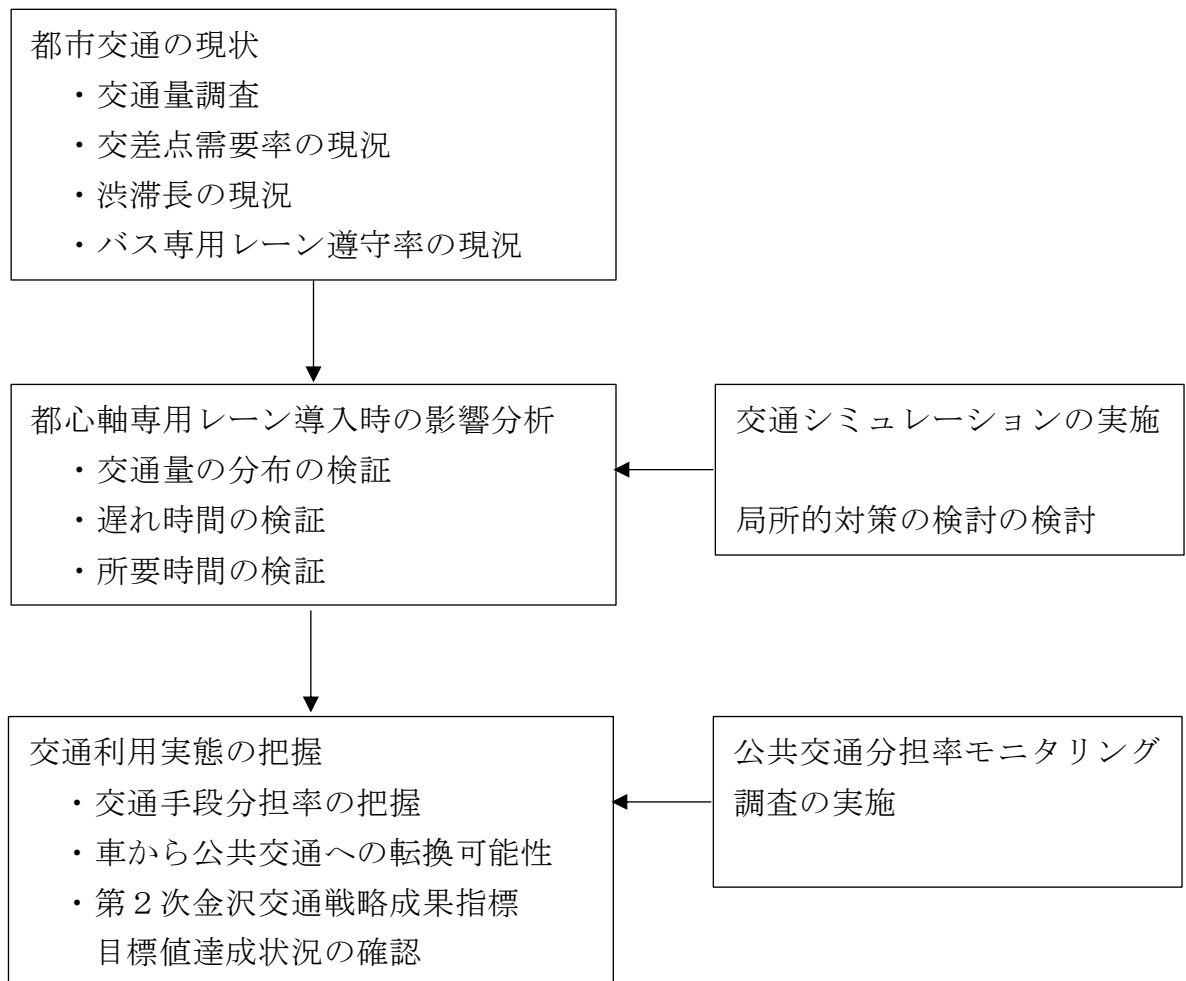 都市交通の現状
・交通量調査
・交差点需要率の現況
・渋滞長の現況
・バス専用レーン遵守率の現況
都心軸専用レーン導入時の影響分析
・交通量の分布の検証
・遅れ時間の検証
・所要時間の検証
交通シミュレーションの実施
局所的対策の検討の検討
交通利用実態の把握
・交通手段分担率の把握
・車から公共交通への転換可能性
・第２次金沢交通戦略成果指標
目標値達成状況の確認
公共交通分担率モニタリング
調査の実施